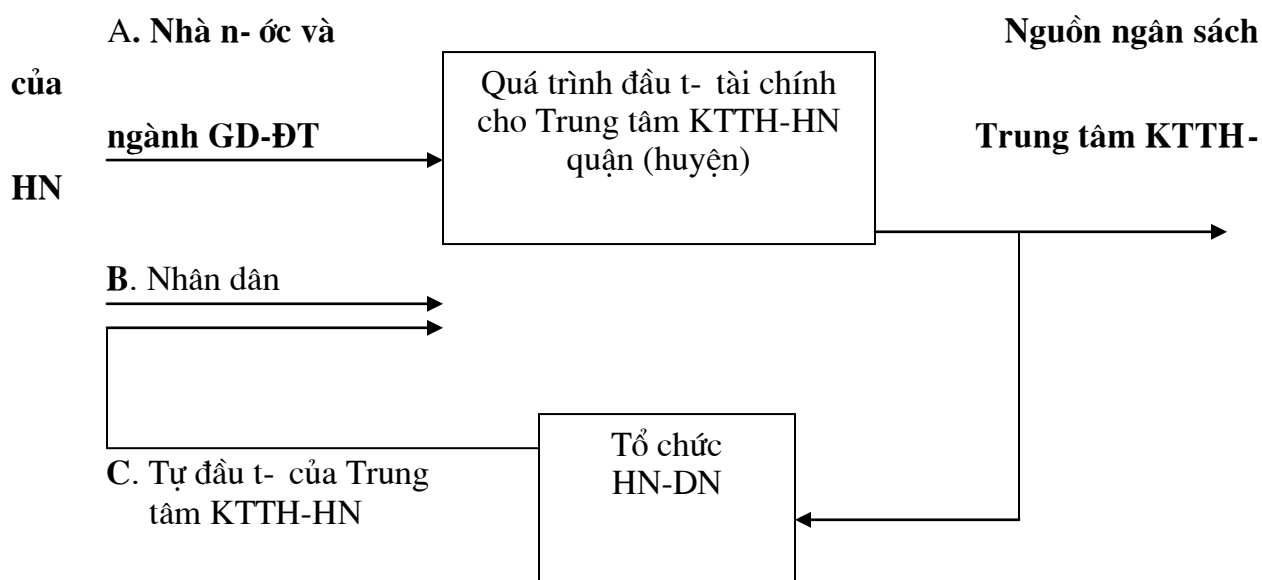 A. Nhà n- ớc và
Nguồn ngân sách
của
Quá trình đầu t- tài chính
cho Trung tâm KTTH-HN
quận (huyện)
ngành GD-ĐT
Trung tâm KTTH-
HN
B. Nhân dân
Tổ chức
HN-DN
C. Tự đầu t- của Trung
tâm KTTH-HN